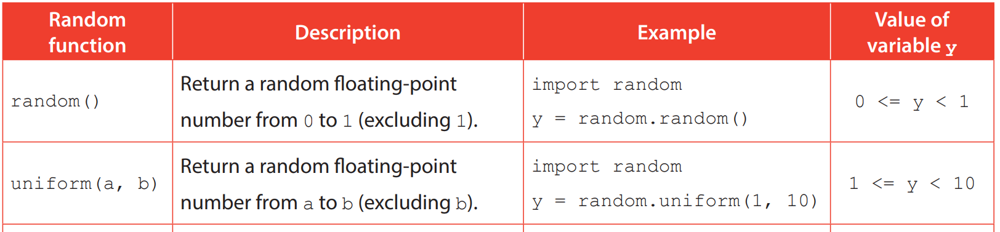 Random function
Description
Example
Value of variable y
random()
Return a random floating-point
number from 0 to 1 (excluding 1).
import random
y = random.random()
0 <= y < 1
uniform(a, b)
Return a random floating-point
number from a to b (excluding b).
import random
y = random.uniform(1, 10)
1 <= y < 10